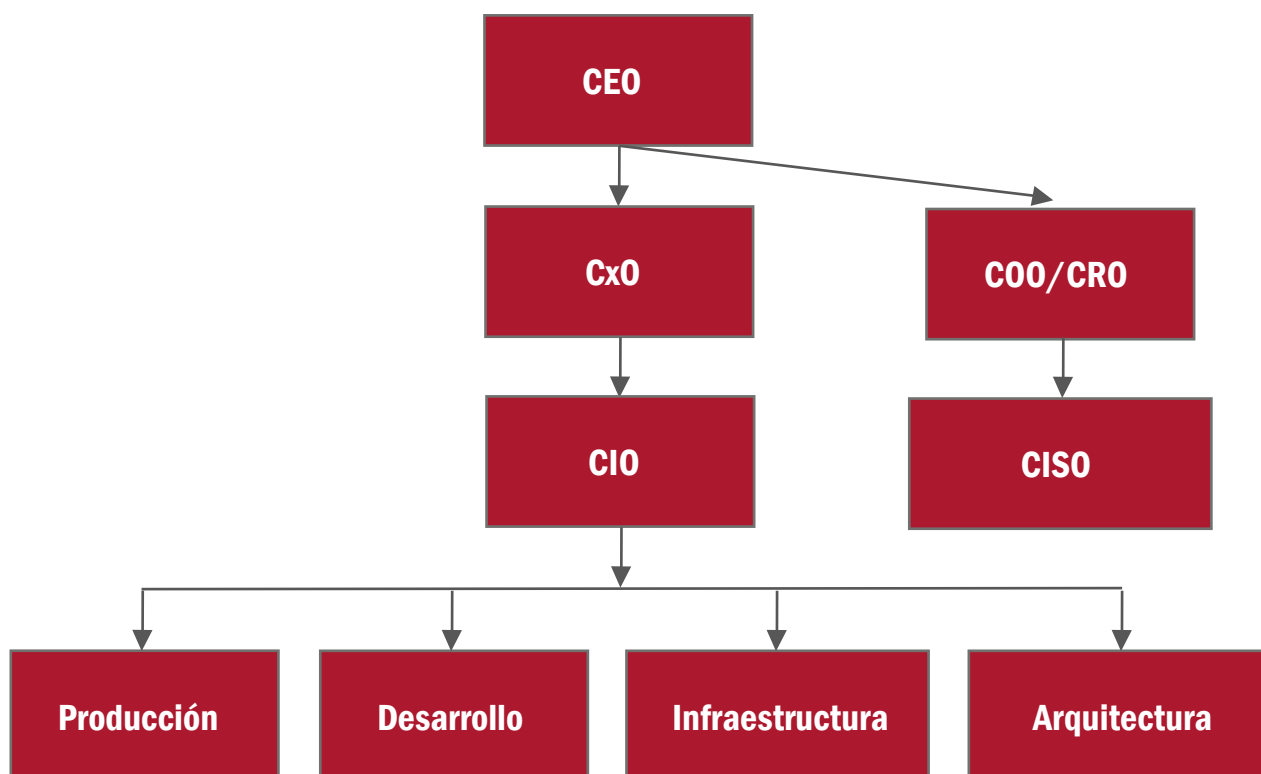 CEO
CxO
COO/CRO
CIO
CISO
Producción
Desarrollo
Infraestructura
Arquitectura